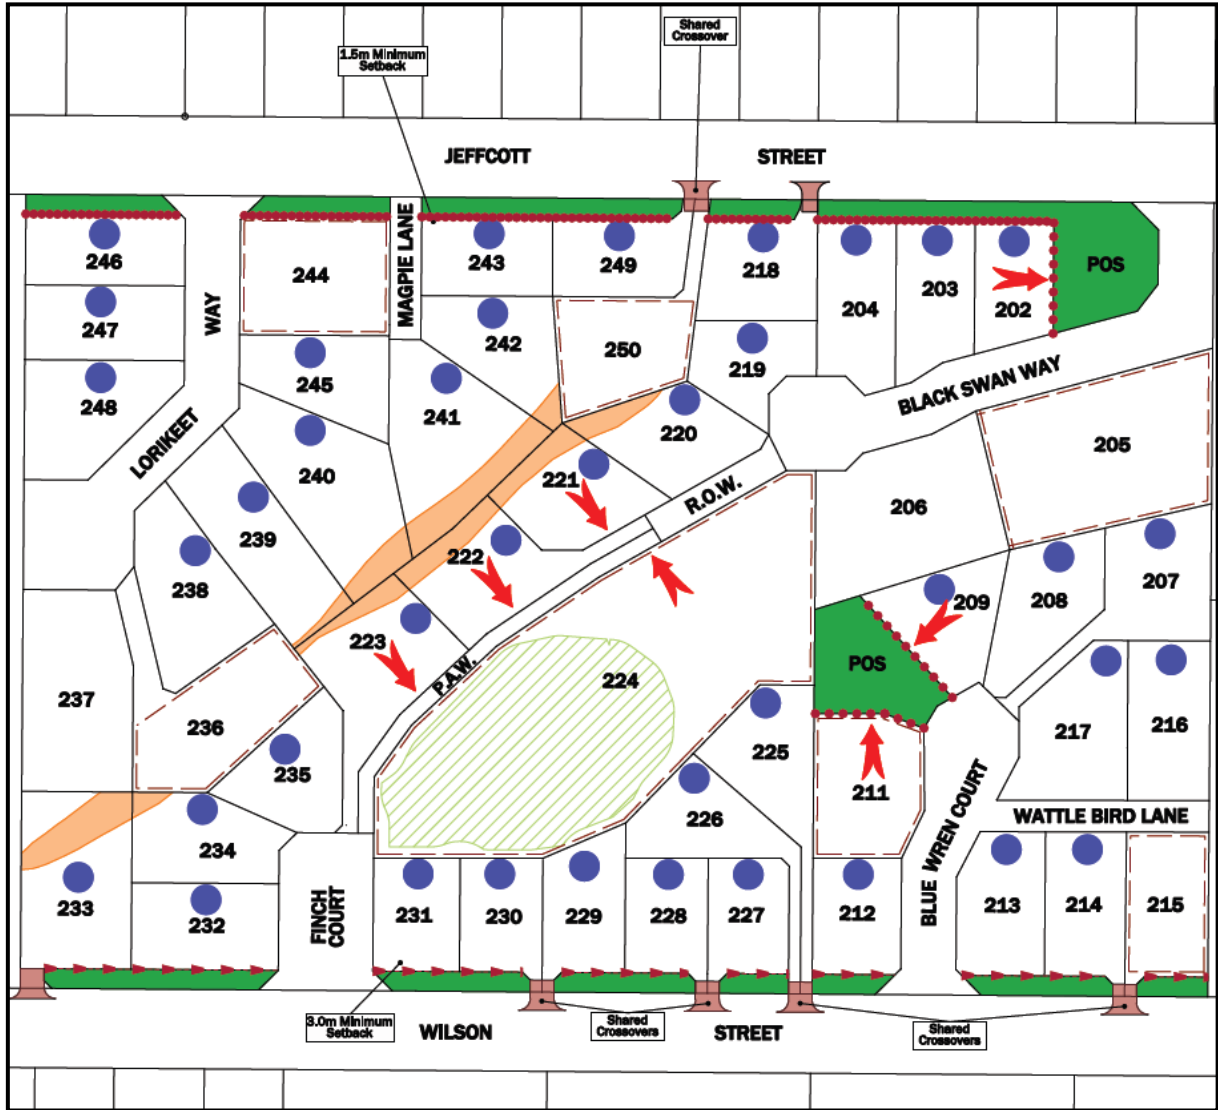 Shared
Crossover
1.5m Minimum
Setback
JEFFCOTT STREET
246
244
MAGPIE LANE
243
249
218
204
203
202
POS
247
WAY
242
250
219
248
245
241
220
BLACK SWAN WAY
LORIKEET
240
221
R.O.W.
205
239
222
206
238
223
209
208
207
P.A.W.
224
POS
237
236
235
225
217
216
211
226
BLUE WREN COURT
WATTLE BIRD LANE
234
233
232
FINCH
COURT
231
230
229
228
227
212
213
214
215
3.0m Minimum
Setback
WILSON STREET
Shared
Crossovers
Shared
Crossovers